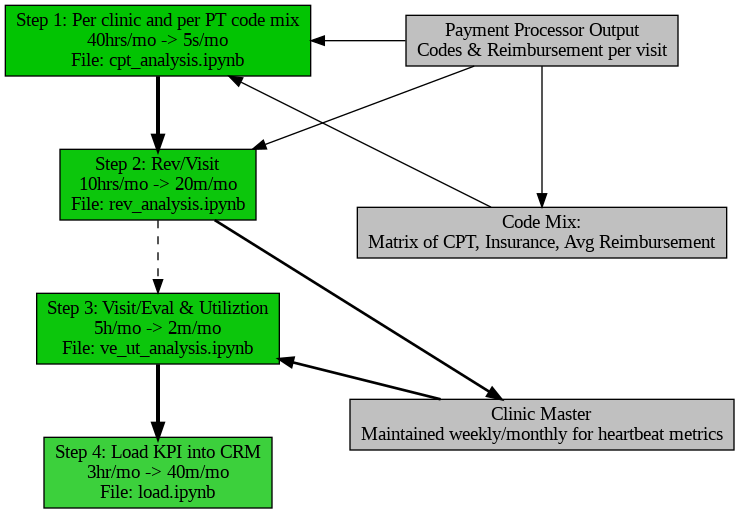 Step 1: Per clinic and per PT code mix
40hrs/mo -> 5s/mo
File: cpt_analysis.ipynb
Payment Processor Output
Codes & Reimbursement per visit
Step 2: Rev/Visit
10hrs/mo -> 20m/mo
File: rev_analysis.ipynb
Code Mix:
Matrix of CPT, Insurance, Avg Reimbursement
Step 3: Visit/Eval & Utiliztion
5h/mo -> 2m/mo
File: ve_ut_analysis.ipynb
Clinic Master
Maintained weekly/monthly for heartbeat metrics
Step 4: Load KPI into CRM
3hr/mo -> 40m/mo
File: load.ipynb